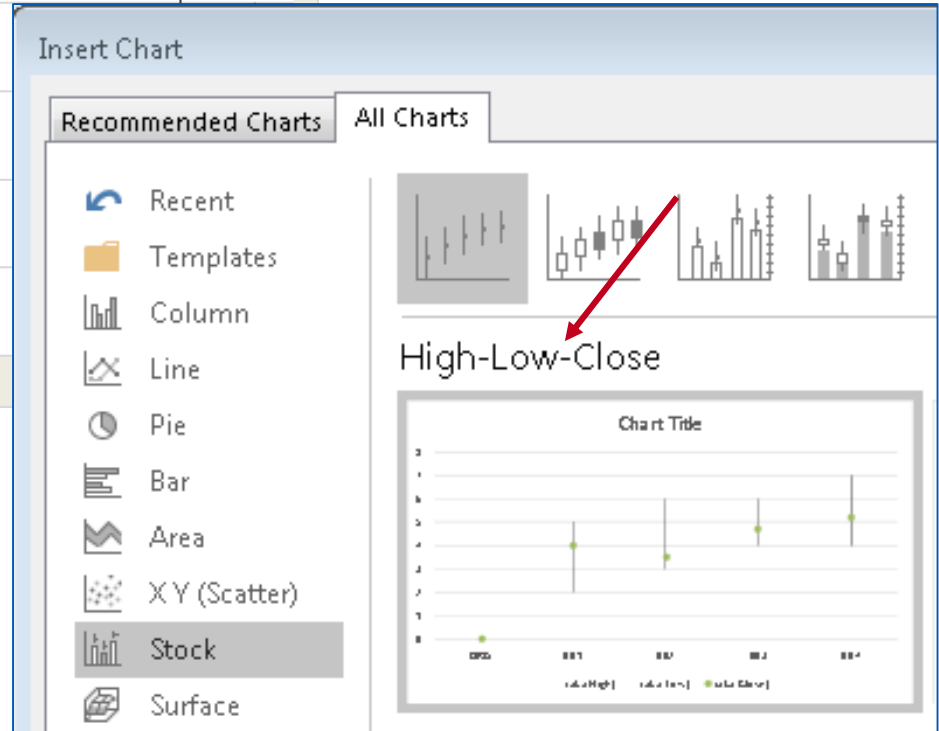 Insert Chart
Recommended Charts
All Charts
Recent
Templates
Column
Line
Pie
Bar
Area
X Y (Scatter)
Stock
Surface
High-Low-Close
Chart Title